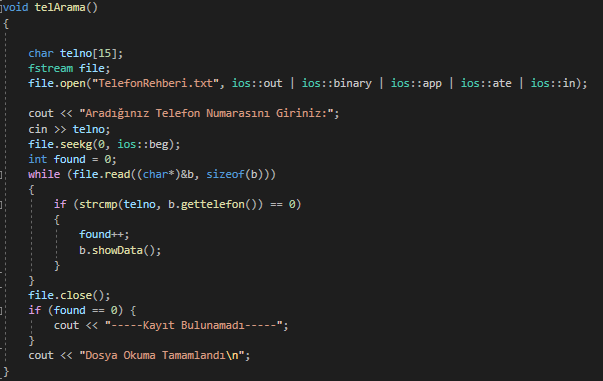 void telArama()
{
char telno[15];
fstream file;
file.open("TelefonRehberi.txt", ios::out | ios::binary | ios::app | ios::ate | ios::in);
cout << "Aradığınız Telefon Numarasını Giriniz:";
cin >> telno;
file.seekg(0, ios::beg);
int found = 0;
while (file.read((char*)&b, sizeof(b)))
{
if (strcmp(telno, b.gettelefon()) == 0)
{
found++;
b.showData();
}
}
file.close();
if (found == 0) {
cout << "-----Kayıt Bulunamadı-----";
}
cout << "Dosya Okuma Tamamlandı\n";
}